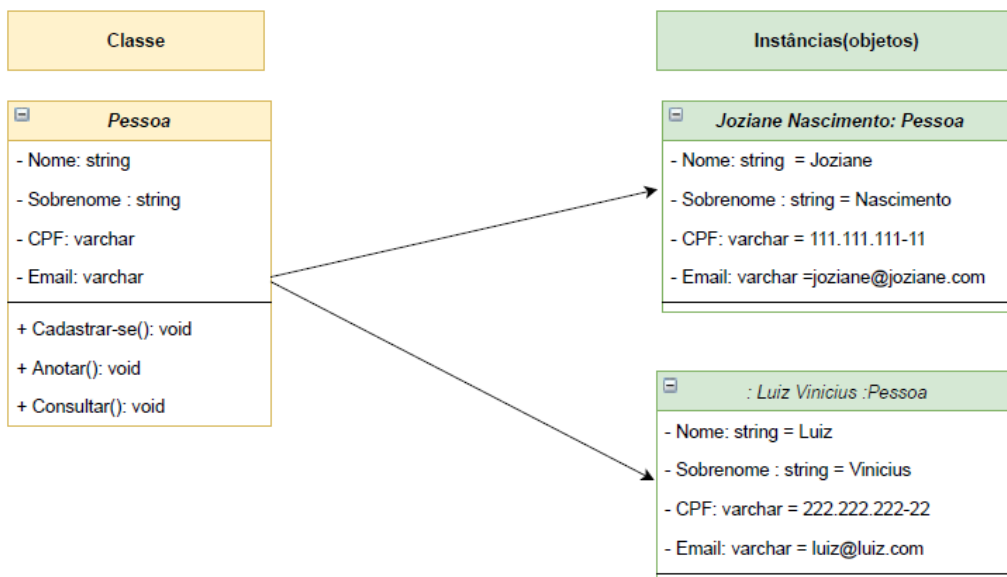 Classe
Instâncias(objetos)
Pessoa
- Nome: string
- Sobrenome : string
- CPF: varchar
- Email: varchar
+ Cadastrar-se(): void
+ Anotar(): void
+ Consultar(): void
Joziane Nascimento: Pessoa
- Nome: string  = Joziane
- Sobrenome : string = Nascimento
- CPF: varchar = 111.111.111-11
- Email: varchar =joziane@joziane.com
: Luiz Vinicius :Pessoa
- Nome: string = Luiz
- Sobrenome : string = Vinicius
- CPF: varchar = 222.222.222-22
- Email: varchar = luiz@luiz.com